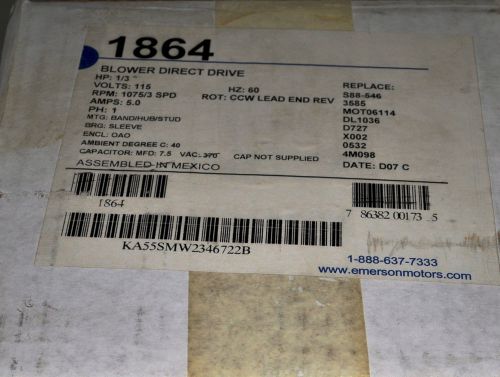 1864
BLOWER DIRECT DRIVE
HP: 1/3
VOLTS: 115 HZ: 60
RPM: 1075/3 SPD ROT: CCW LEAD END REV
AMPS: 5.0
PH: 1
MTG: BAND/HUB/STUD
BRG: SLEEVE
ENCL: OAO
AMBIENT DEGREE C: 40
CAPACITOR: MFD: 7.5 VAC: 370 CAP NOT SUPPLIED
ASSEMBLED IN MEXICO
REPLACE:
S88-546
3585
MOT06114
DL1036
D727
X002
0532
4M098
DATE: D07 C
1864
7 86382 00173 5
KA55SMW2346722B
1-888-637-7333
www.emersonmotors.com